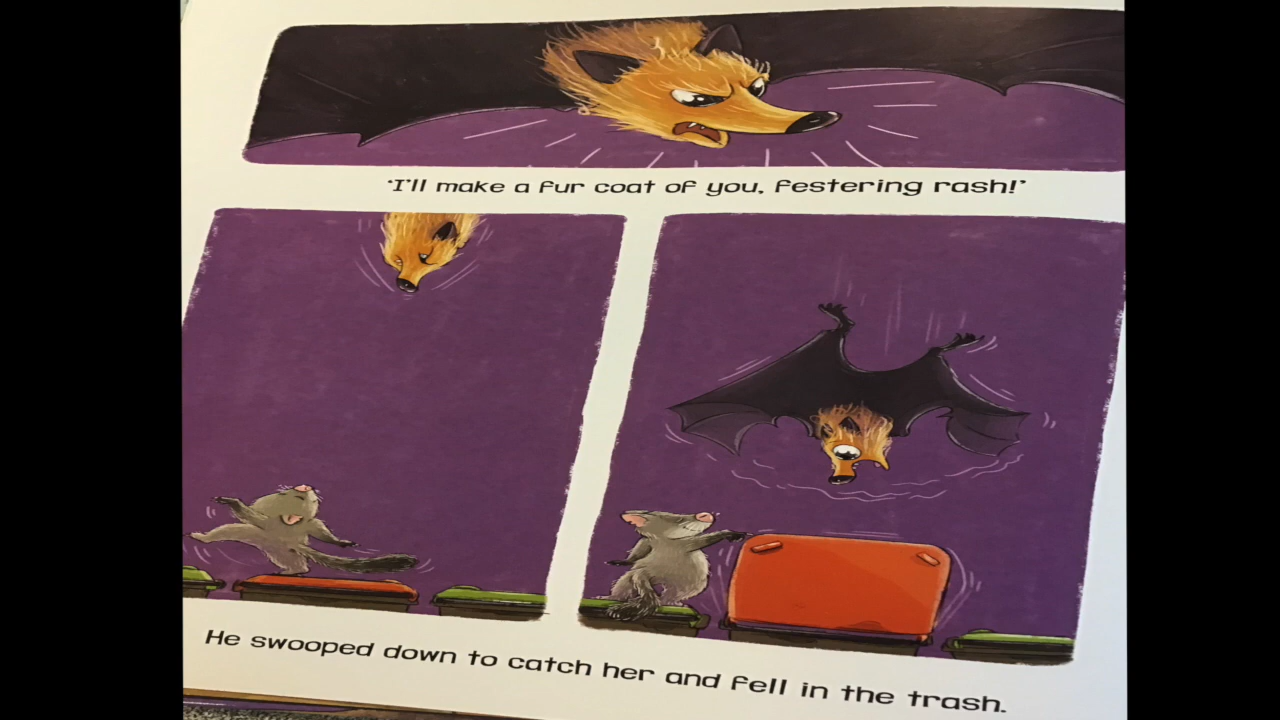 'I'll make a fur coat of you, festering rash!'
He swooped down to catch her and fell in the trash.